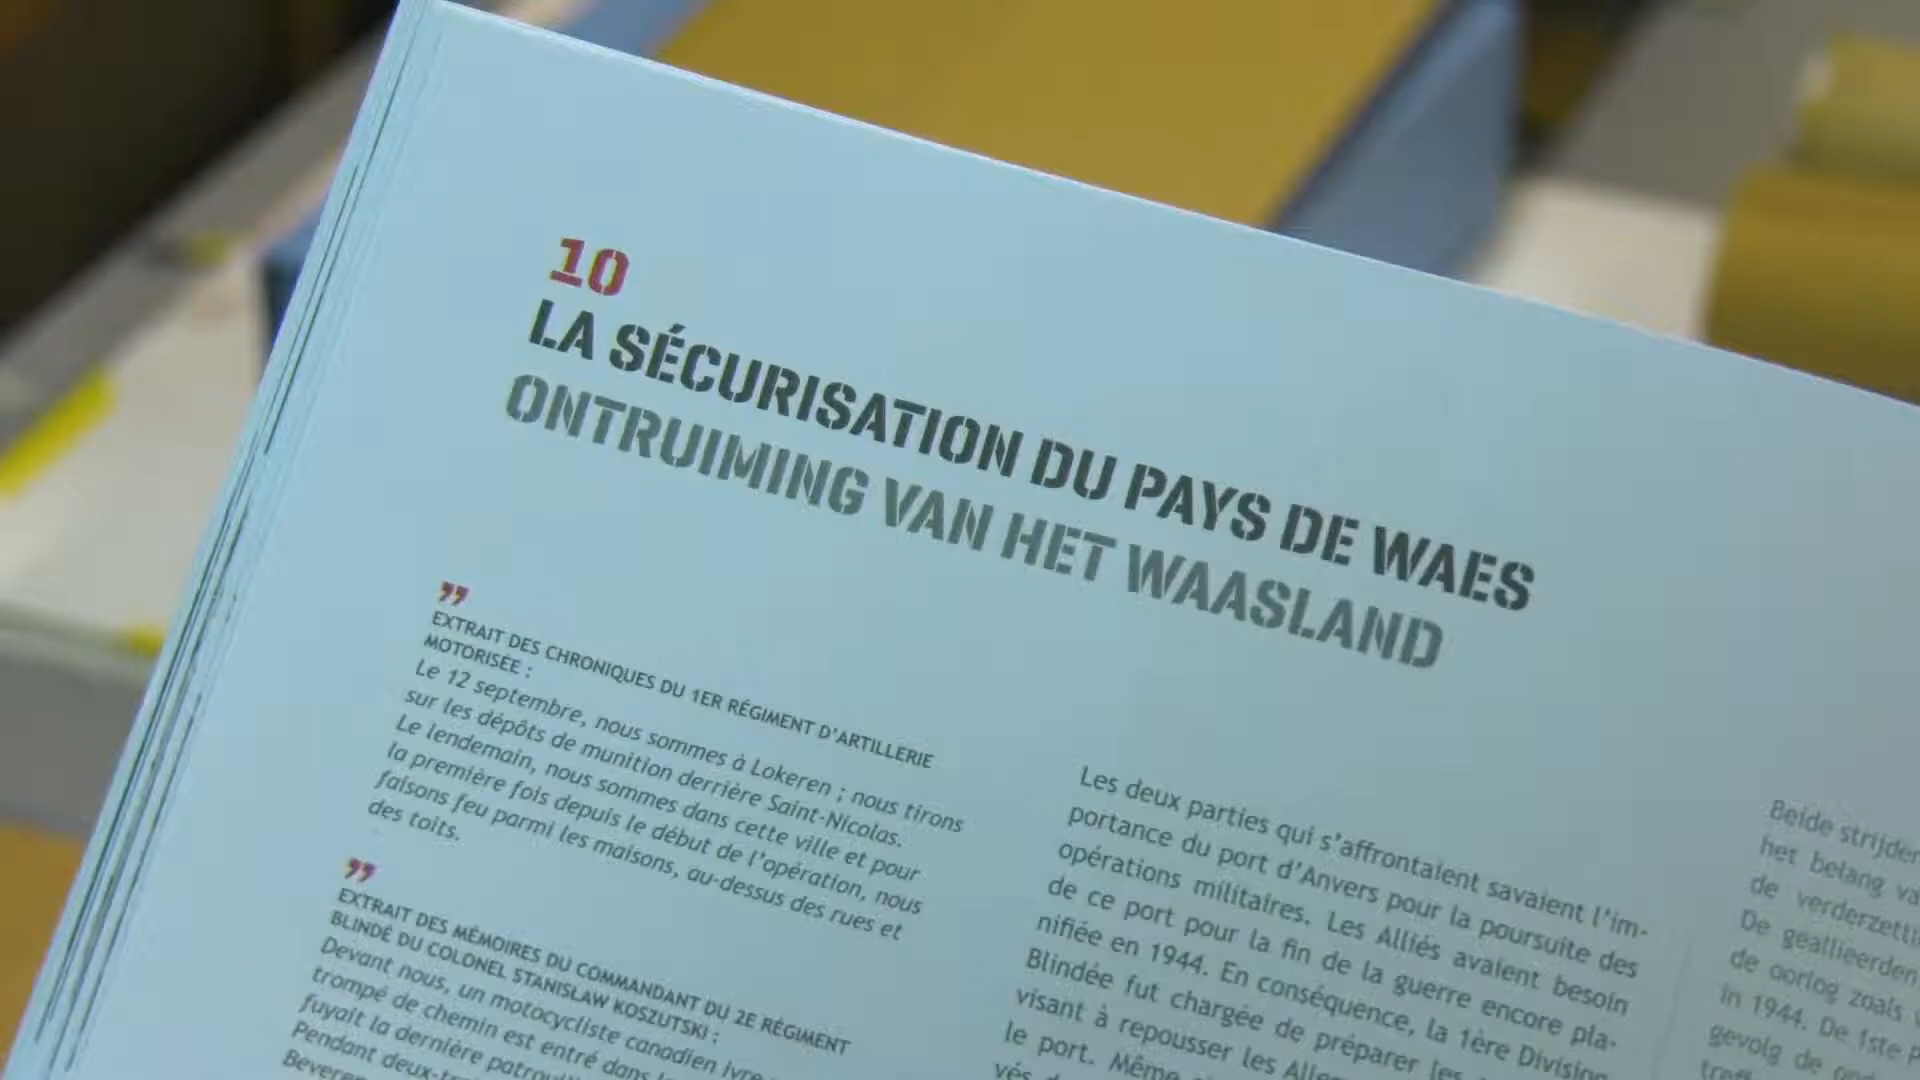 10
LA SÉCURISATION DU PAYS DE WAES
ONTRUIMING VAN HET WAASLAND
”
EXTRAIT DES CHRONIQUES DU 1ER RÉGIMENT D’ARTILLERIE
MOTORISÉE :
Le 12 septembre, nous sommes à Lokeren ; nous tirons
sur les dépôts de munition derrière Saint-Nicolas.
Le lendemain, nous sommes dans cette ville et pour
la première fois depuis le début de l’opération, nous
faisons feu parmi les maisons, au-dessus des rues et
des toits.
”
EXTRAIT DES MÉMOIRES DU COMMANDANT DU 2E RÉGIMENT
BLINDÉ DU COLONEL STANISŁAW KOSZUTSKI :
Devant nous, un motocycliste canadien ivre
trompé de chemin est entré dans
fuyait la dernière
Pendant
Les deux parties qui s’affrontaient savaient l’im-
portance du port d’Anvers pour la poursuite des
opérations militaires. Les Alliés avaient besoin
de ce port pour la fin de la guerre encore pla-
nifiée en 1944. En conséquence, la 1ère Division
Blindée fut chargée de préparer les
visant à repousser les
le port. Même
Beide
het belang
de
De geallieerden
de oorlog zoals
in 1944. De 1ste
gevolg de